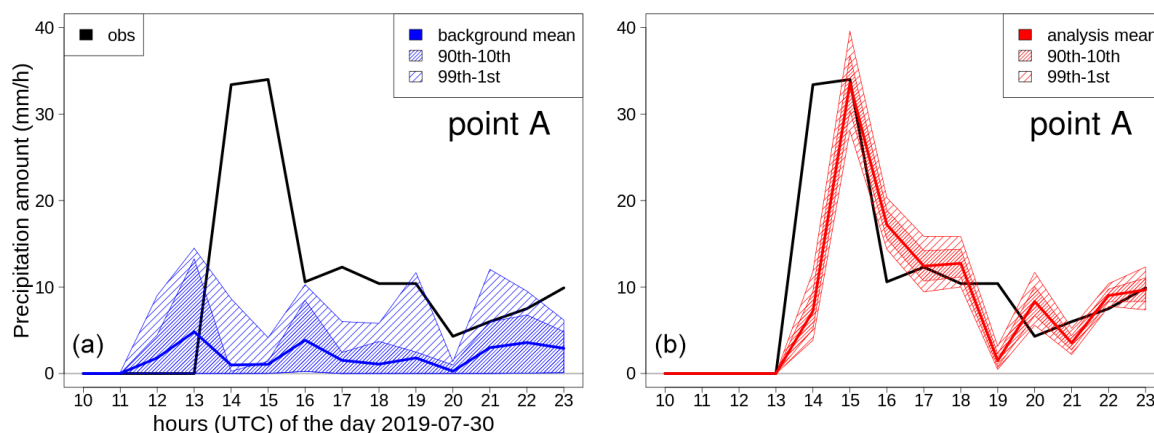 obs
background mean
90th-10th
99th-1st
point A
Precipitation amount (mm/h)
40
30
20
10
0
(a)
10 11 12 13 14 15 16 17 18 19 20 21 22 23
hours (UTC) of the day 2019-07-30
analysis mean
90th-10th
99th-1st
point A
40
30
20
10
0
(b)
10 11 12 13 14 15 16 17 18 19 20 21 22 23